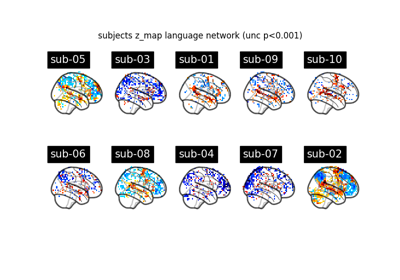 subjects z_map language network (unc p<0.001)
sub-05 sub-03 sub-01 sub-09 sub-10
sub-06 sub-08 sub-04 sub-07 sub-02